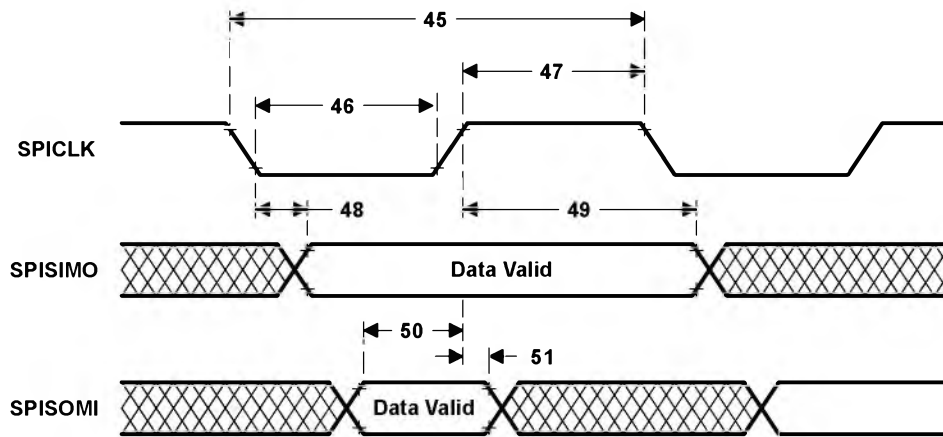 45
47
46
SPICLK
48
49
SPISIMO
Data Valid
50
51
SPISOMI
Data Valid